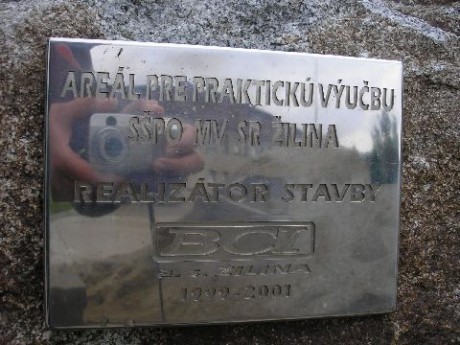 AREÁL PRE PRAKTICKÚ VÝUČBU
SŠPO MV SR ŽILINA
REALIZÁTOR STAVBY
BCI
a. s. ŽILINA
1999-2001